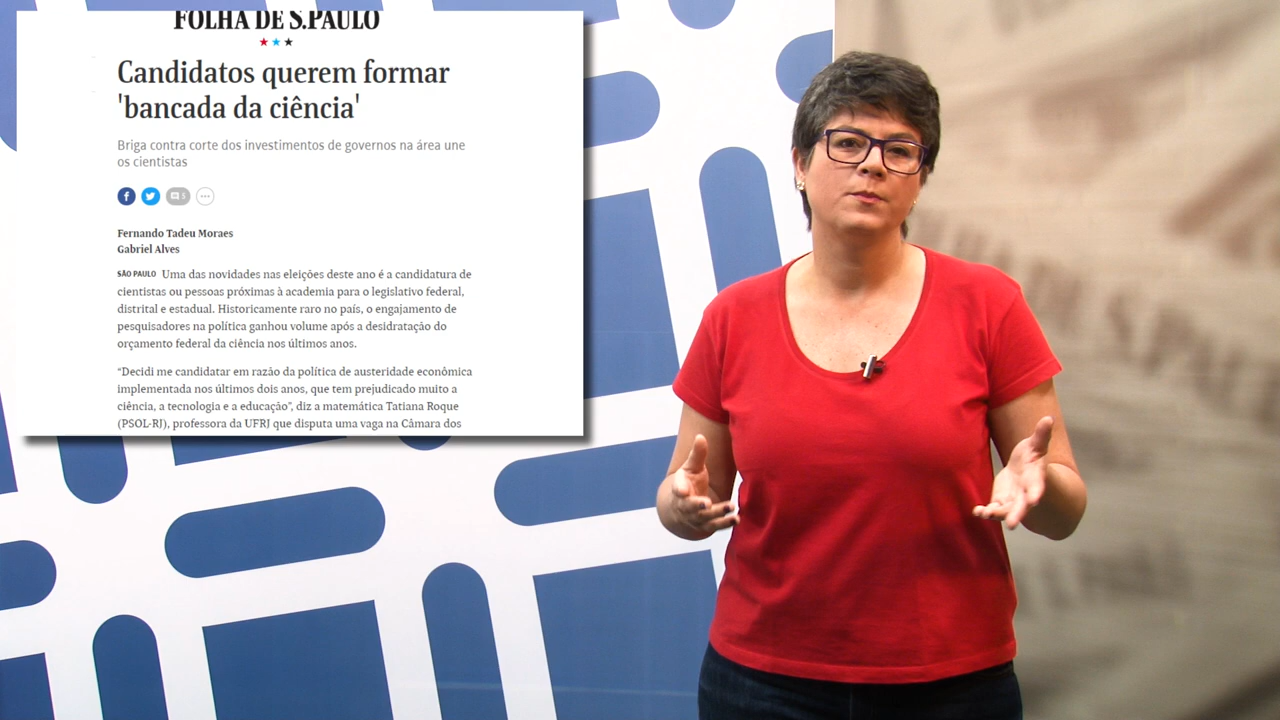 FOLHA DE S.PAULO
Candidatos querem formar
'bancada da ciência'
Briga contra corte dos investimentos de governos na área une
os cientistas
5
Fernando Tadeu Moraes
Gabriel Alves
SÃO PAULO Uma das novidades nas eleições deste ano é a candidatura de
cientistas ou pessoas próximas à academia para o legislativo federal,
distrital e estadual. Historicamente raro no país, o engajamento de
pesquisadores na política ganhou volume após a desidratação do
orçamento federal da ciência nos últimos anos.
“Decidi me candidatar em razão da política de austeridade econômica
implementada nos últimos dois anos, que tem prejudicado muito a
ciência, a tecnologia e a educação”, diz a matemática Tatiana Roque
(PSOL-RJ), professora da UFRJ que disputa uma vaga na Câmara dos